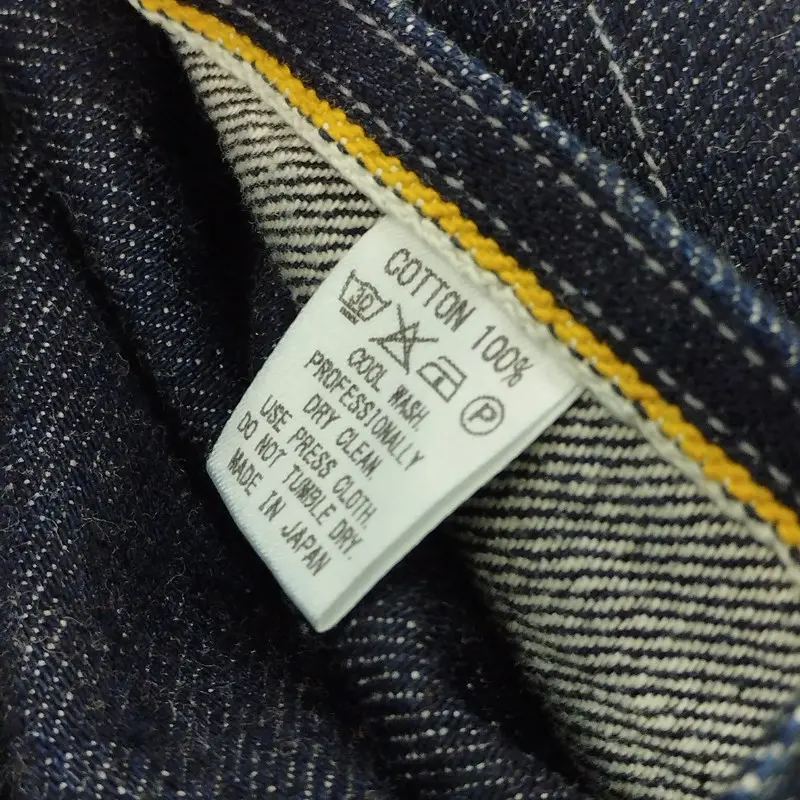 COTTON 100%
30 P
COOL WASH.
PROFESSIONALLY
DRY CLEAN.
USE PRESS CLOTH.
DO NOT TUMBLE DRY.
MADE IN JAPAN